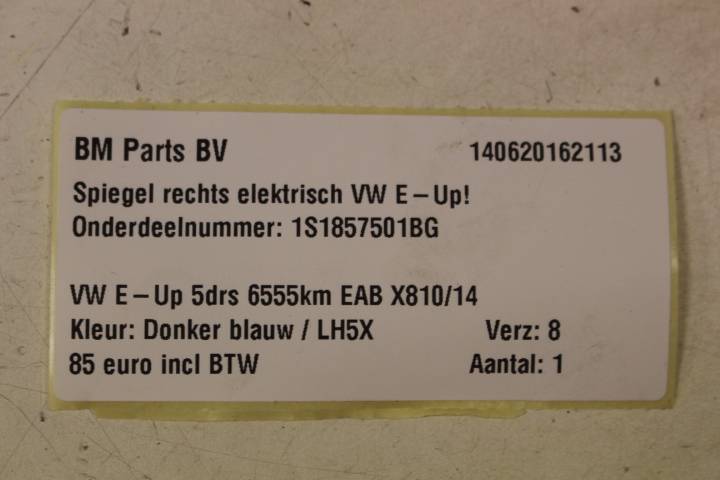 BM Parts BV 140620162113
Spiegel rechts elektrisch VW E-Up!
Onderdeelnummer: 1S1857501BG
VW E-Up 5drs 6555km EAB X810/14
Kleur: Donker blauw / LH5X Verz: 8
85 euro incl BTW Aantal: 1